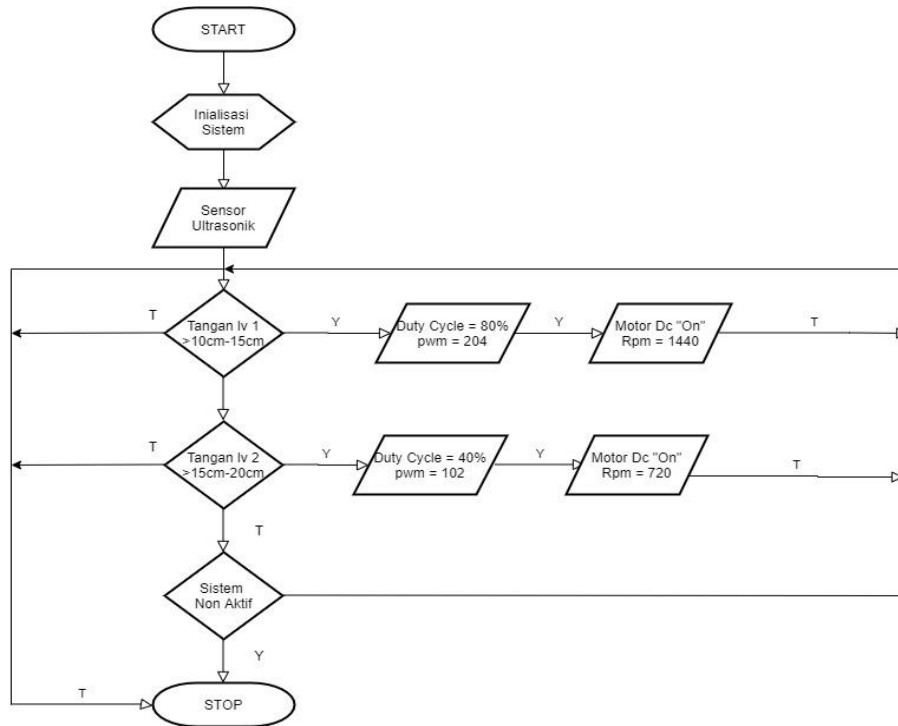 START
Inialisasi
Sistem
Sensor
Ultrasonik
T
Tangan lv 1
>10cm-15cm
Y
Duty Cycle = 80%
pwm = 204
Y
Motor Dc "On"
Rpm = 1440
T
T
Tangan lv 2
>15cm-20cm
Y
Duty Cycle = 40%
pwm = 102
Y
Motor Dc "On"
Rpm = 720
T
T
Sistem
Non Aktif
Y
T
STOP